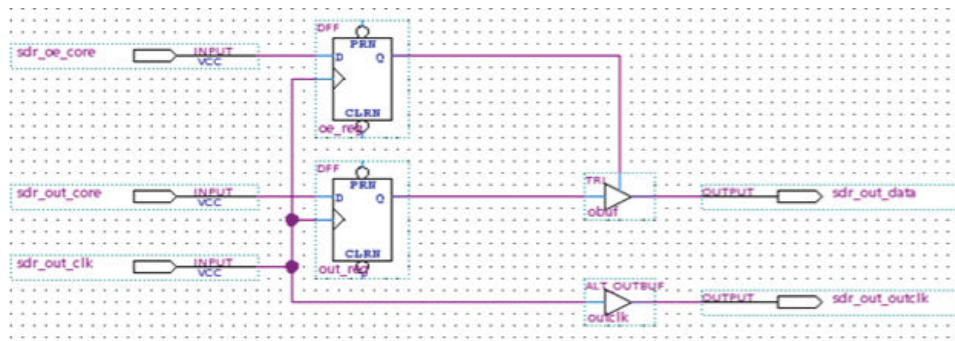 DFF
sdr_oe_core
INPUT
VCC
PRN
D
Q
CLRN
oe_reg
DFF
sdr_out_core
INPUT
VCC
PRN
D
Q
CLRN
out_reg
TRI
obuf
OUTPUT
sdr_out_data
sdr_out_clk
INPUT
VCC
ALT_OUTBUF
outclk
OUTPUT
sdr_out_outclk